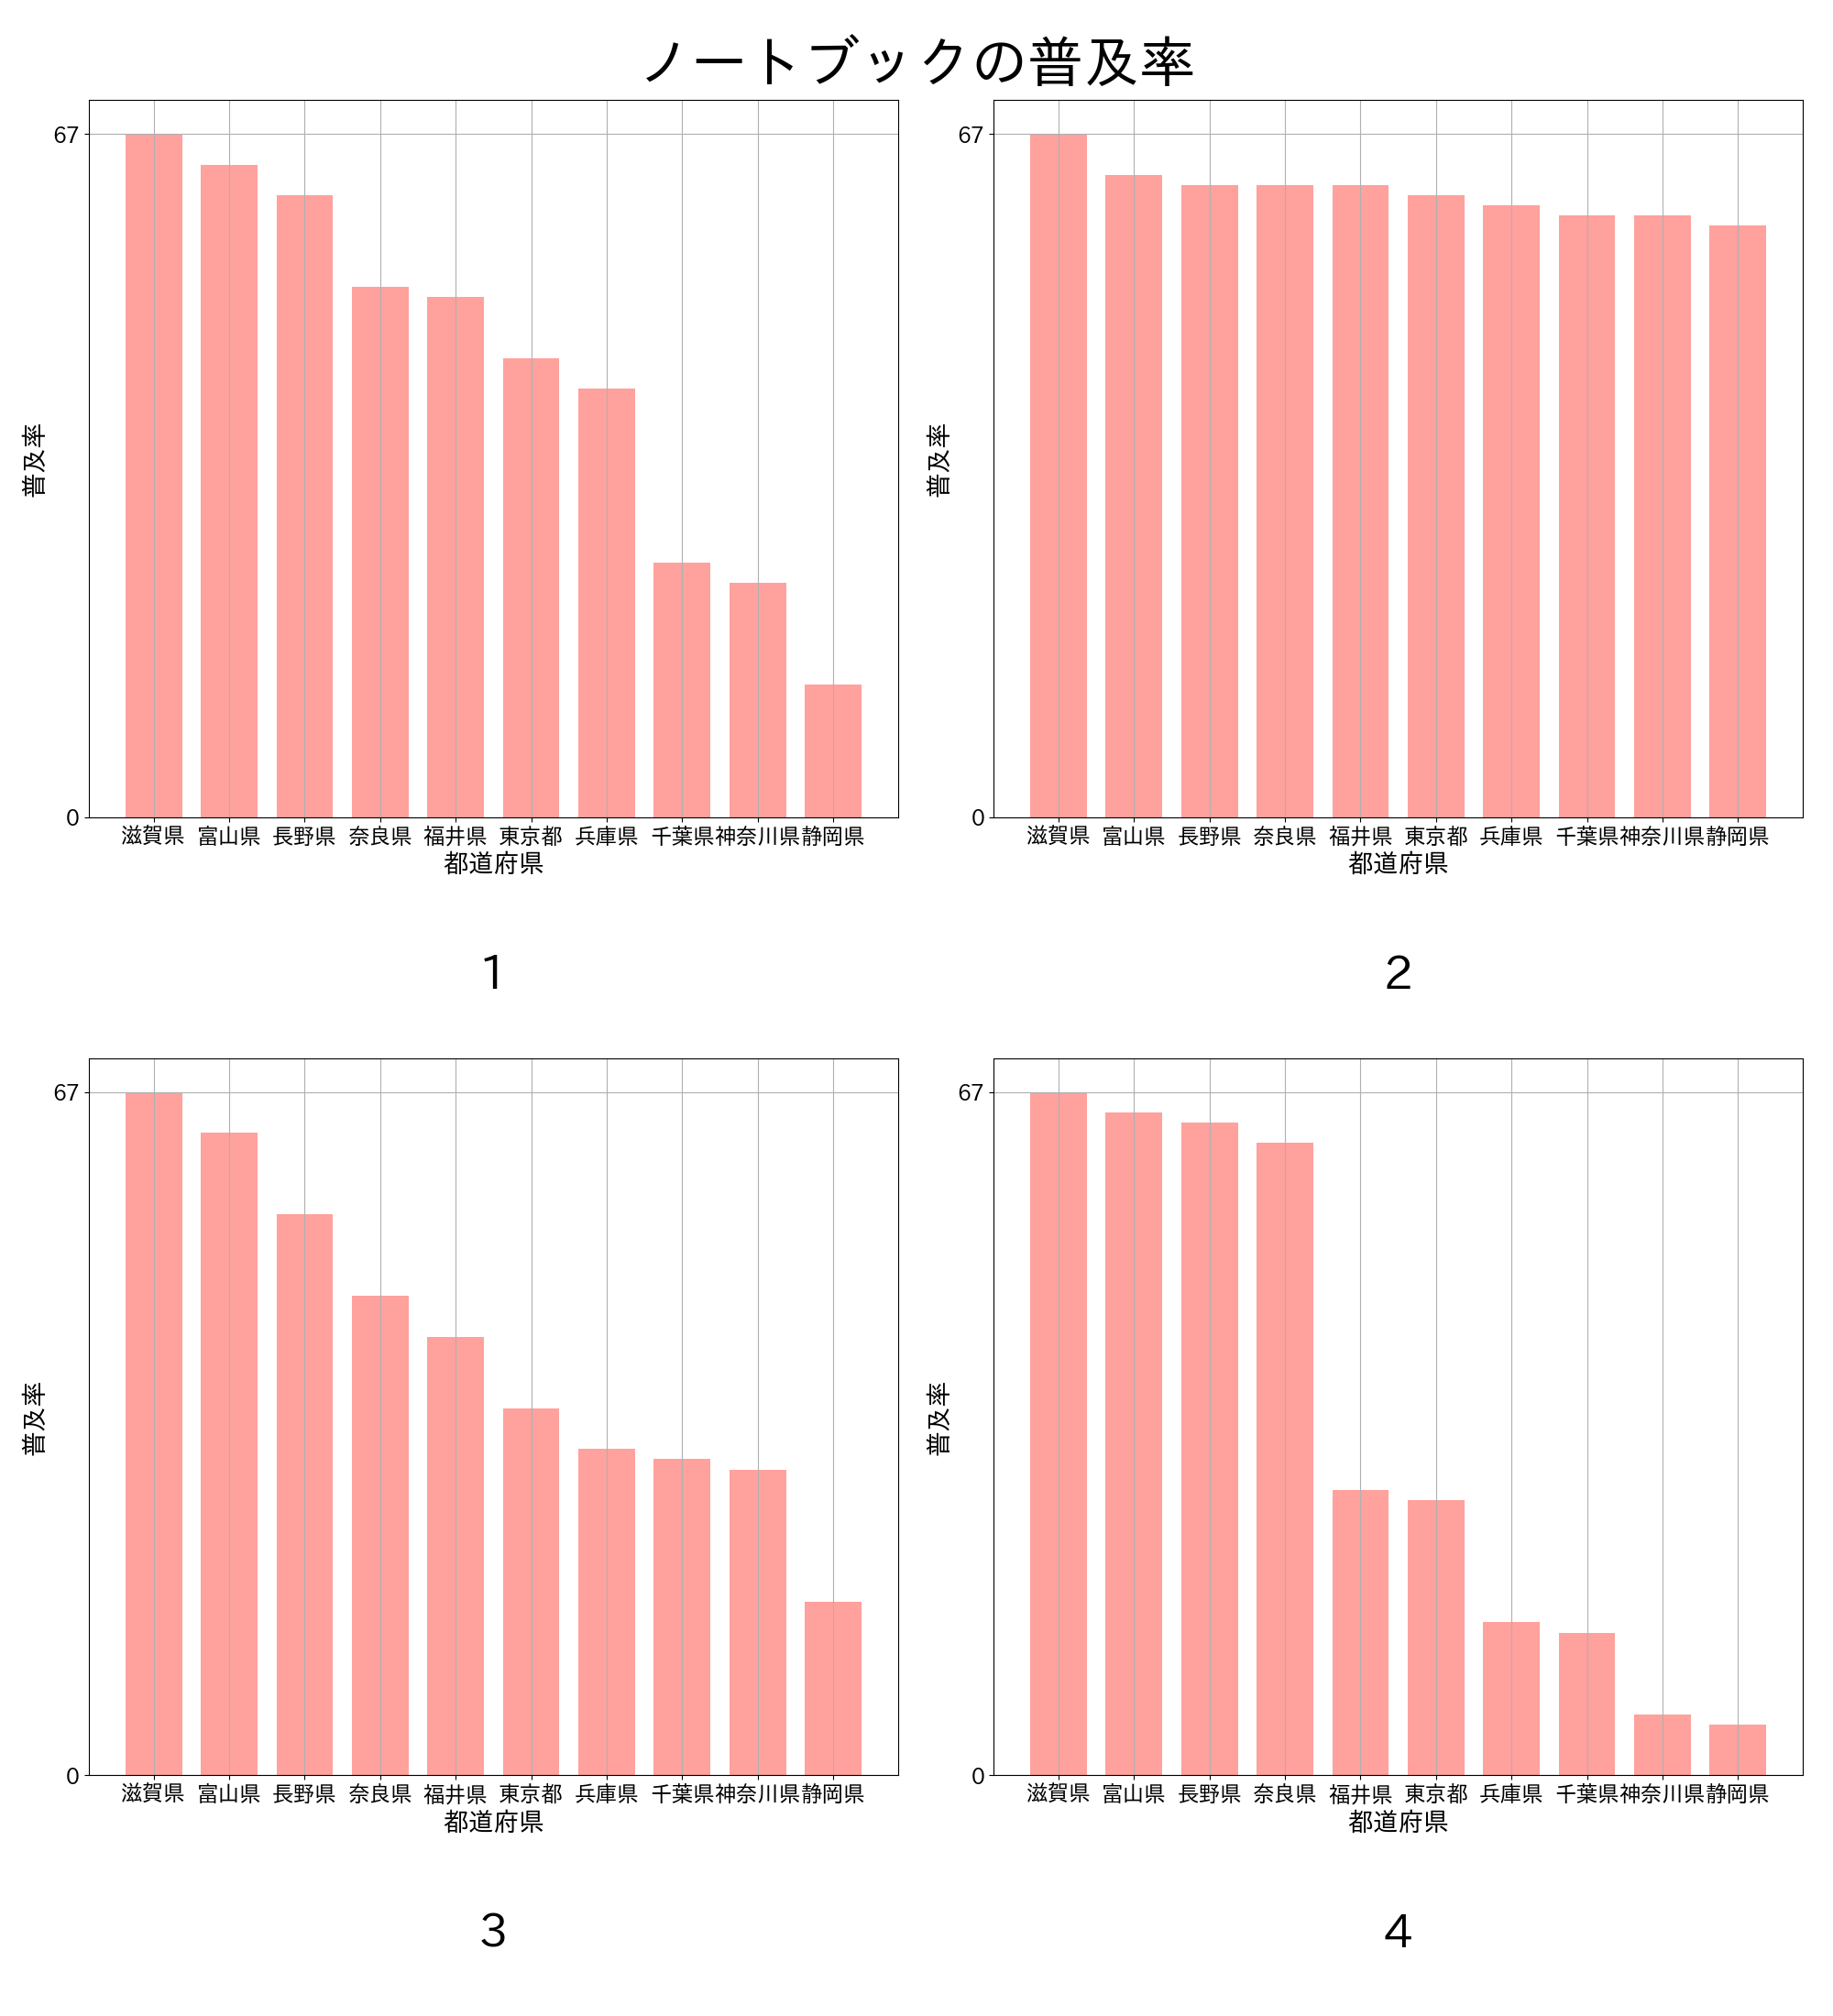 ノートブックの普及率
67
0
普及率
滋賀県 富山県 長野県 奈良県 福井県 東京都 兵庫県 千葉県 神奈川県 静岡県
都道府県
1
67
0
普及率
滋賀県 富山県 長野県 奈良県 福井県 東京都 兵庫県 千葉県 神奈川県 静岡県
都道府県
2
67
0
普及率
滋賀県 富山県 長野県 奈良県 福井県 東京都 兵庫県 千葉県 神奈川県 静岡県
都道府県
3
67
0
普及率
滋賀県 富山県 長野県 奈良県 福井県 東京都 兵庫県 千葉県 神奈川県 静岡県
都道府県
4